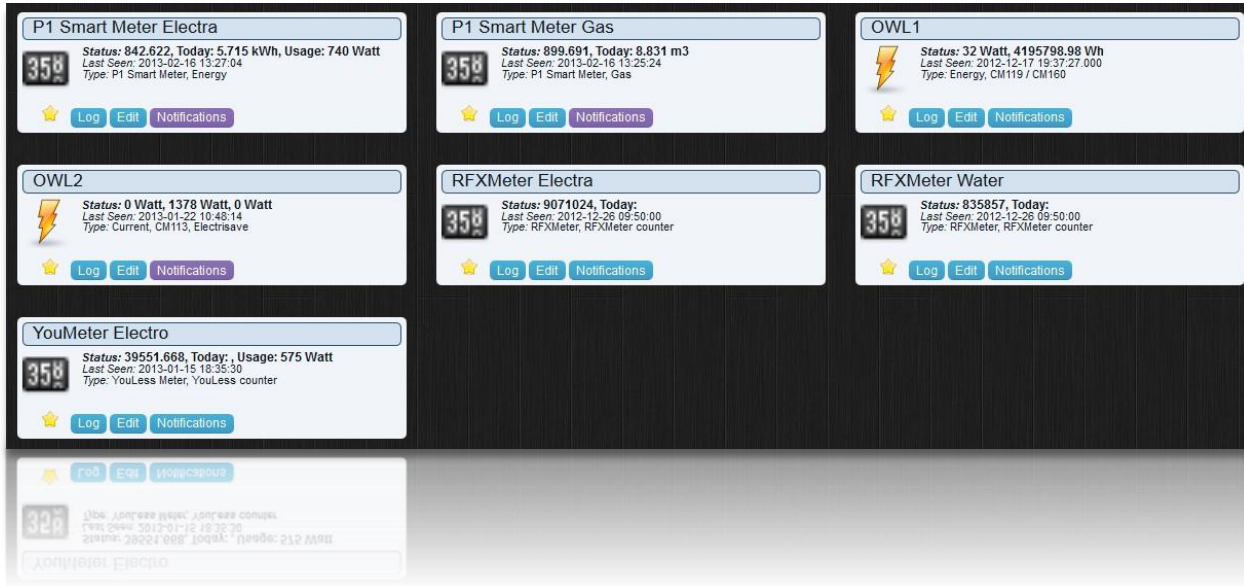 P1 Smart Meter Electra
Status: 842.622, Today: 5.715 kWh, Usage: 740 Watt
Last Seen: 2013-02-16 13:27:04
Type: P1 Smart Meter, Energy
Log Edit Notifications
P1 Smart Meter Gas
Status: 899.691, Today: 8.831 m3
Last Seen: 2013-02-16 13:25:24
Type: P1 Smart Meter, Gas
Log Edit Notifications
OWL1
Status: 32 Watt, 4195798.98 Wh
Last Seen: 2012-12-17 19:37:27.000
Type: Energy, CM119 / CM160
Log Edit Notifications
OWL2
Status: 0 Watt, 1378 Watt, 0 Watt
Last Seen: 2013-01-22 10:48:14
Type: Current, CM113, Electrisave
Log Edit Notifications
RFXMeter Electra
Status: 9071024, Today:
Last Seen: 2012-12-26 09:50:00
Type: RFXMeter, RFXMeter counter
Log Edit Notifications
RFXMeter Water
Status: 835857, Today:
Last Seen: 2012-12-26 09:50:00
Type: RFXMeter, RFXMeter counter
Log Edit Notifications
YouMeter Electro
Status: 39551.668, Today: , Usage: 575 Watt
Last Seen: 2013-01-15 18:35:30
Type: YouLess Meter, YouLess counter
Log Edit Notifications